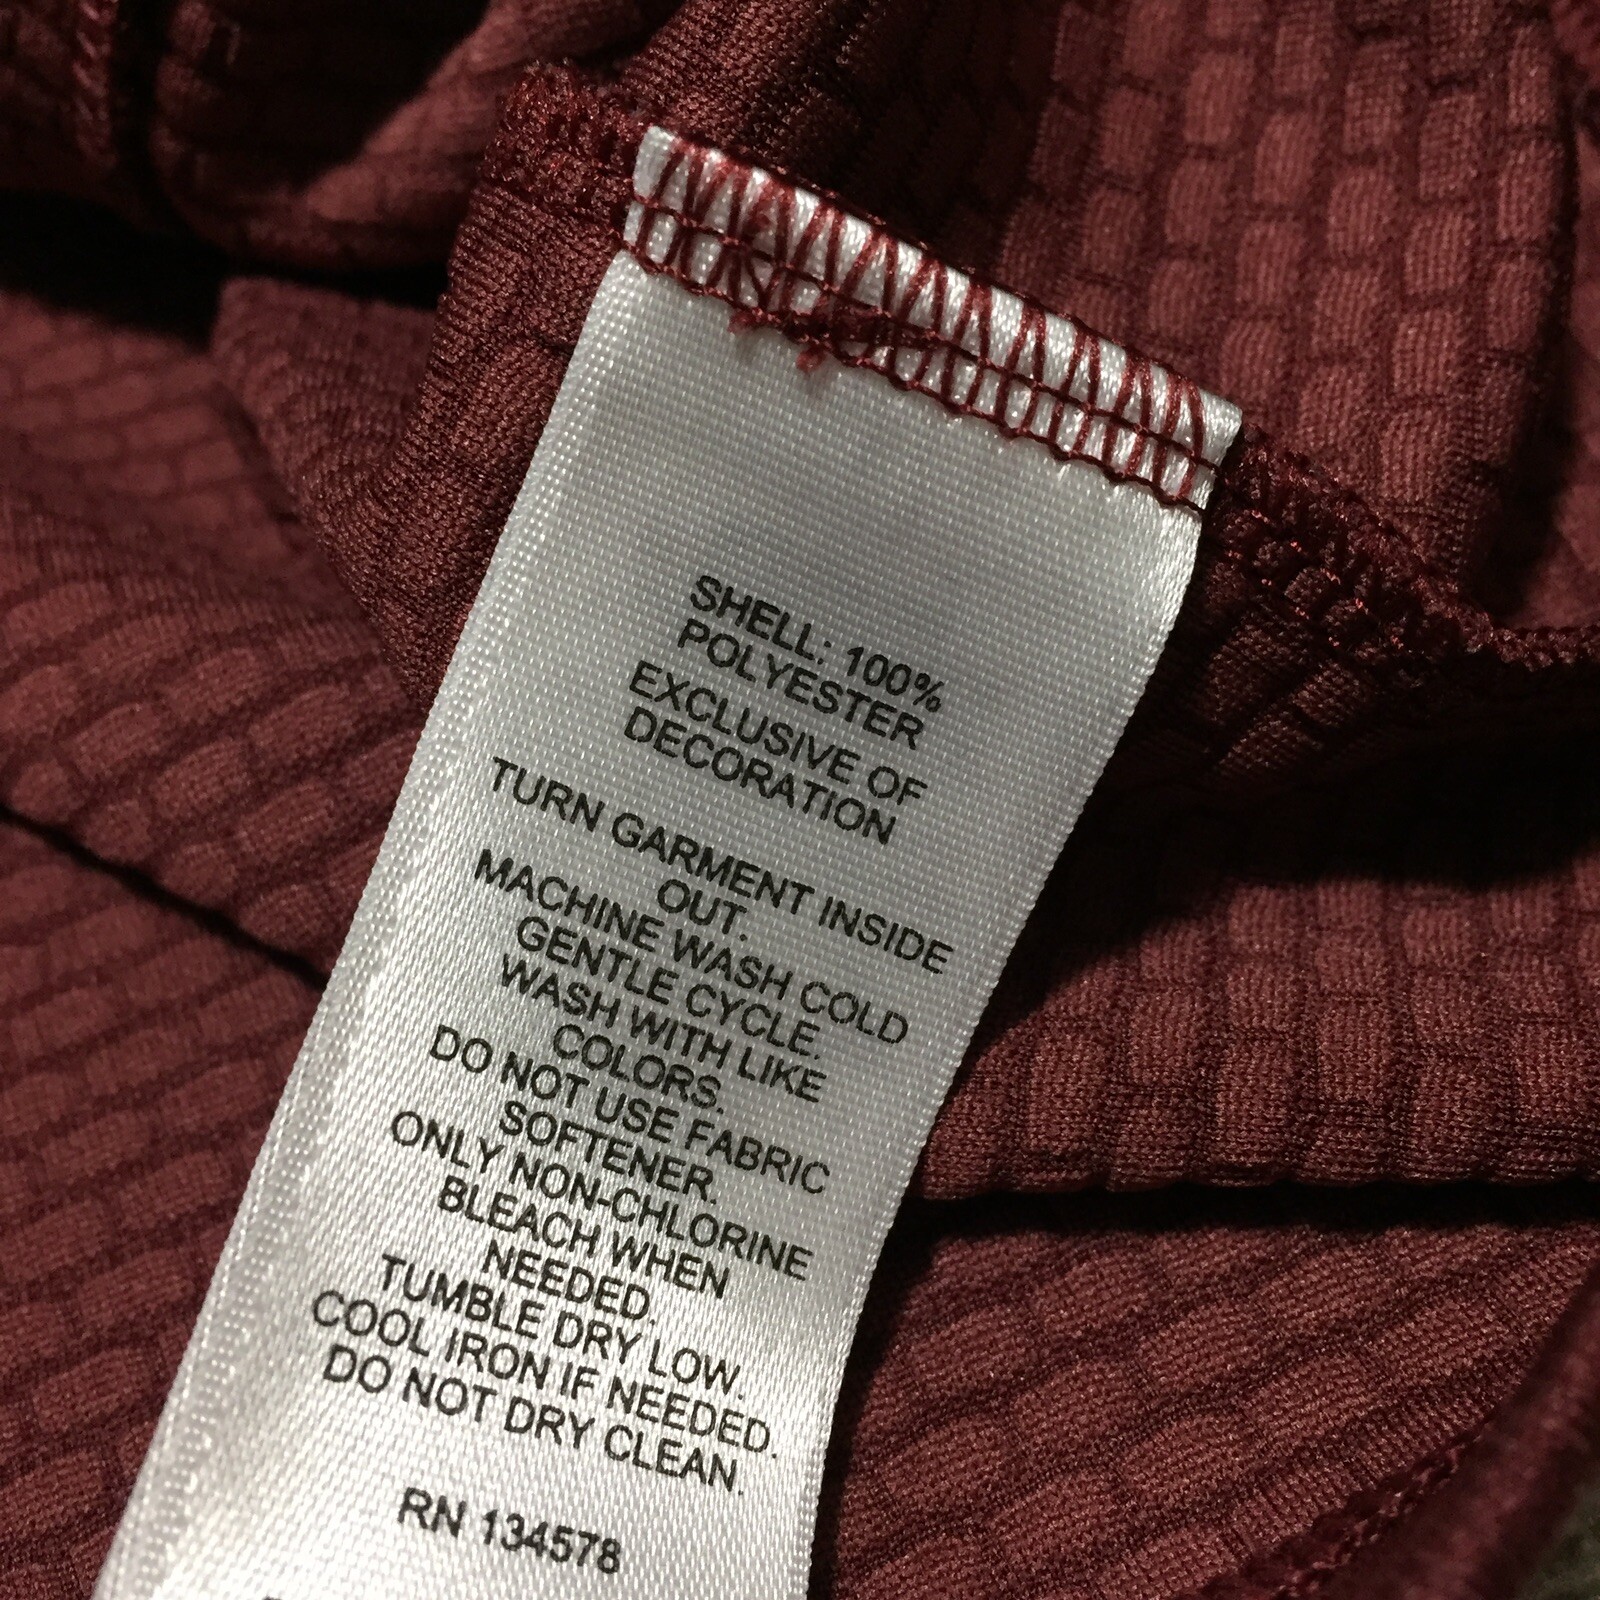 SHELL: 100%
POLYESTER
EXCLUSIVE OF
DECORATION
TURN GARMENT INSIDE
OUT.
MACHINE WASH COLD
GENTLE CYCLE.
WASH WITH LIKE
COLORS.
DO NOT USE FABRIC
SOFTENER.
ONLY NON-CHLORINE
BLEACH WHEN
NEEDED.
TUMBLE DRY LOW.
COOL IRON IF NEEDED.
DO NOT DRY CLEAN.
RN 134578